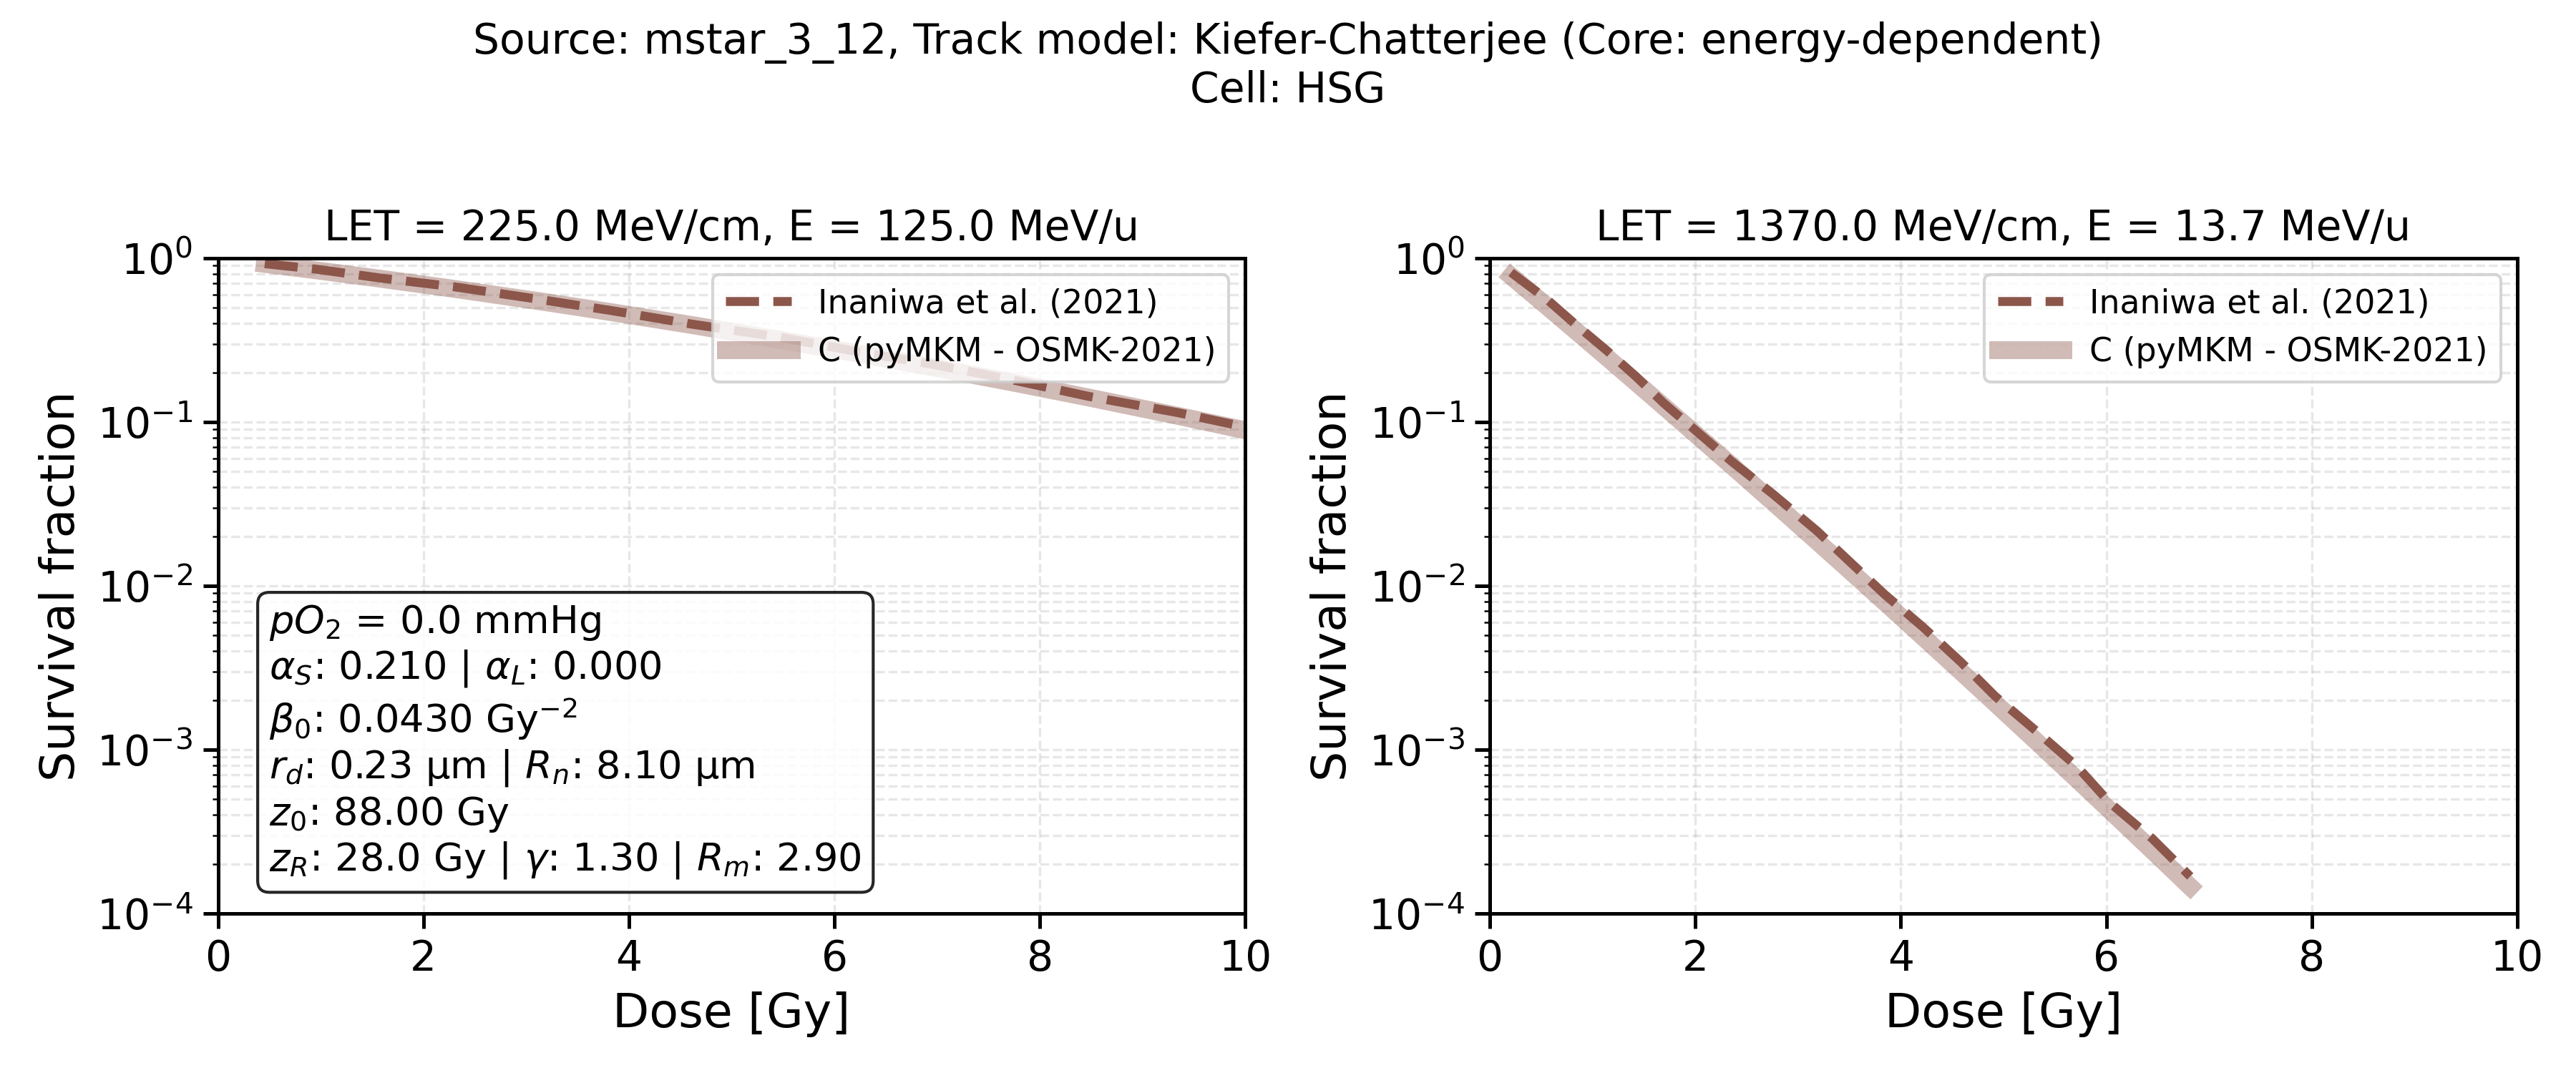 Source: mstar_3_12, Track model: Kiefer-Chatterjee (Core: energy-dependent)
Cell: HSG
LET = 225.0 MeV/cm, E = 125.0 MeV/u
Survival fraction
10⁰
10⁻¹
10⁻²
10⁻³
10⁻⁴
Inaniwa et al. (2021)
C (pyMKM - OSMK-2021)
pO₂ = 0.0 mmHg
α_S: 0.210 | α_L: 0.000
β₀: 0.0430 Gy⁻²
r_d: 0.23 μm | R_n: 8.10 μm
z₀: 88.00 Gy
z_R: 28.0 Gy | γ: 1.30 | R_m: 2.90
0 2 4 6 8 10
Dose [Gy]
LET = 1370.0 MeV/cm, E = 13.7 MeV/u
Survival fraction
10⁰
10⁻¹
10⁻²
10⁻³
10⁻⁴
Inaniwa et al. (2021)
C (pyMKM - OSMK-2021)
0 2 4 6 8 10
Dose [Gy]